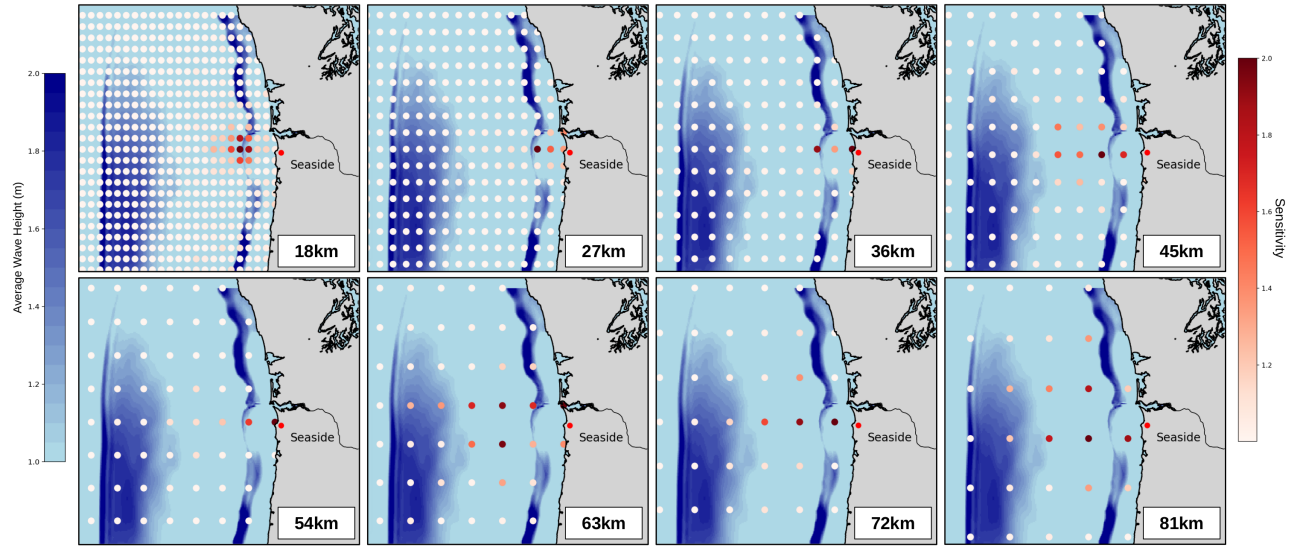 Average Wave Height (m)
2.0
1.8
1.6
1.4
1.2
1.0
Seaside
18km
Seaside
27km
Seaside
36km
Seaside
45km
Seaside
54km
Seaside
63km
Seaside
72km
Seaside
81km
2.0
1.8
1.6
1.4
1.2
Sensitivity